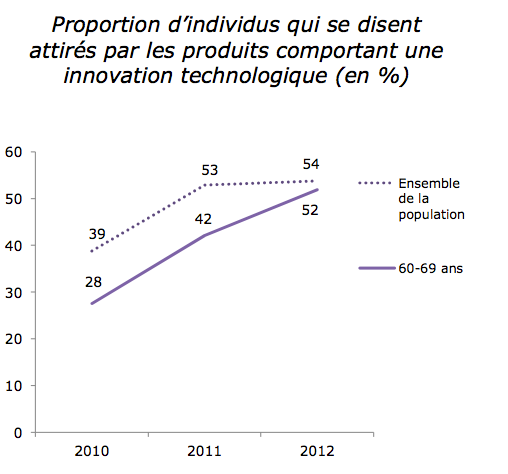 Proportion d’individus qui se disent
attirés par les produits comportant une
innovation technologique (en %)
60
50
40
30
20
10
0
39
53
54
28
42
52
2010
2011
2012
Ensemble
de la
population
60-69 ans